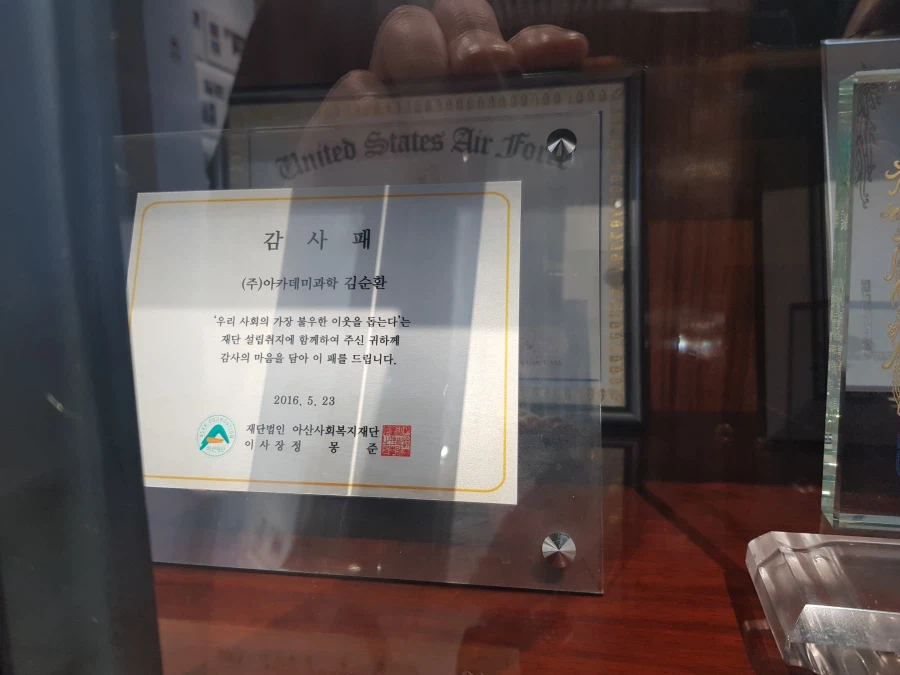 United States Air Force
감 사 패
(주)아카데미과학 김순환
'우리 사회의 가장 불우한 이웃을 돕는다'는
재단 설립취지에 함께하여 주신 귀하께
감사의 마음을 담아 이 패를 드립니다.
2016. 5. 23
재단법인 아산사회복지재단
이 사 장 정 몽 준